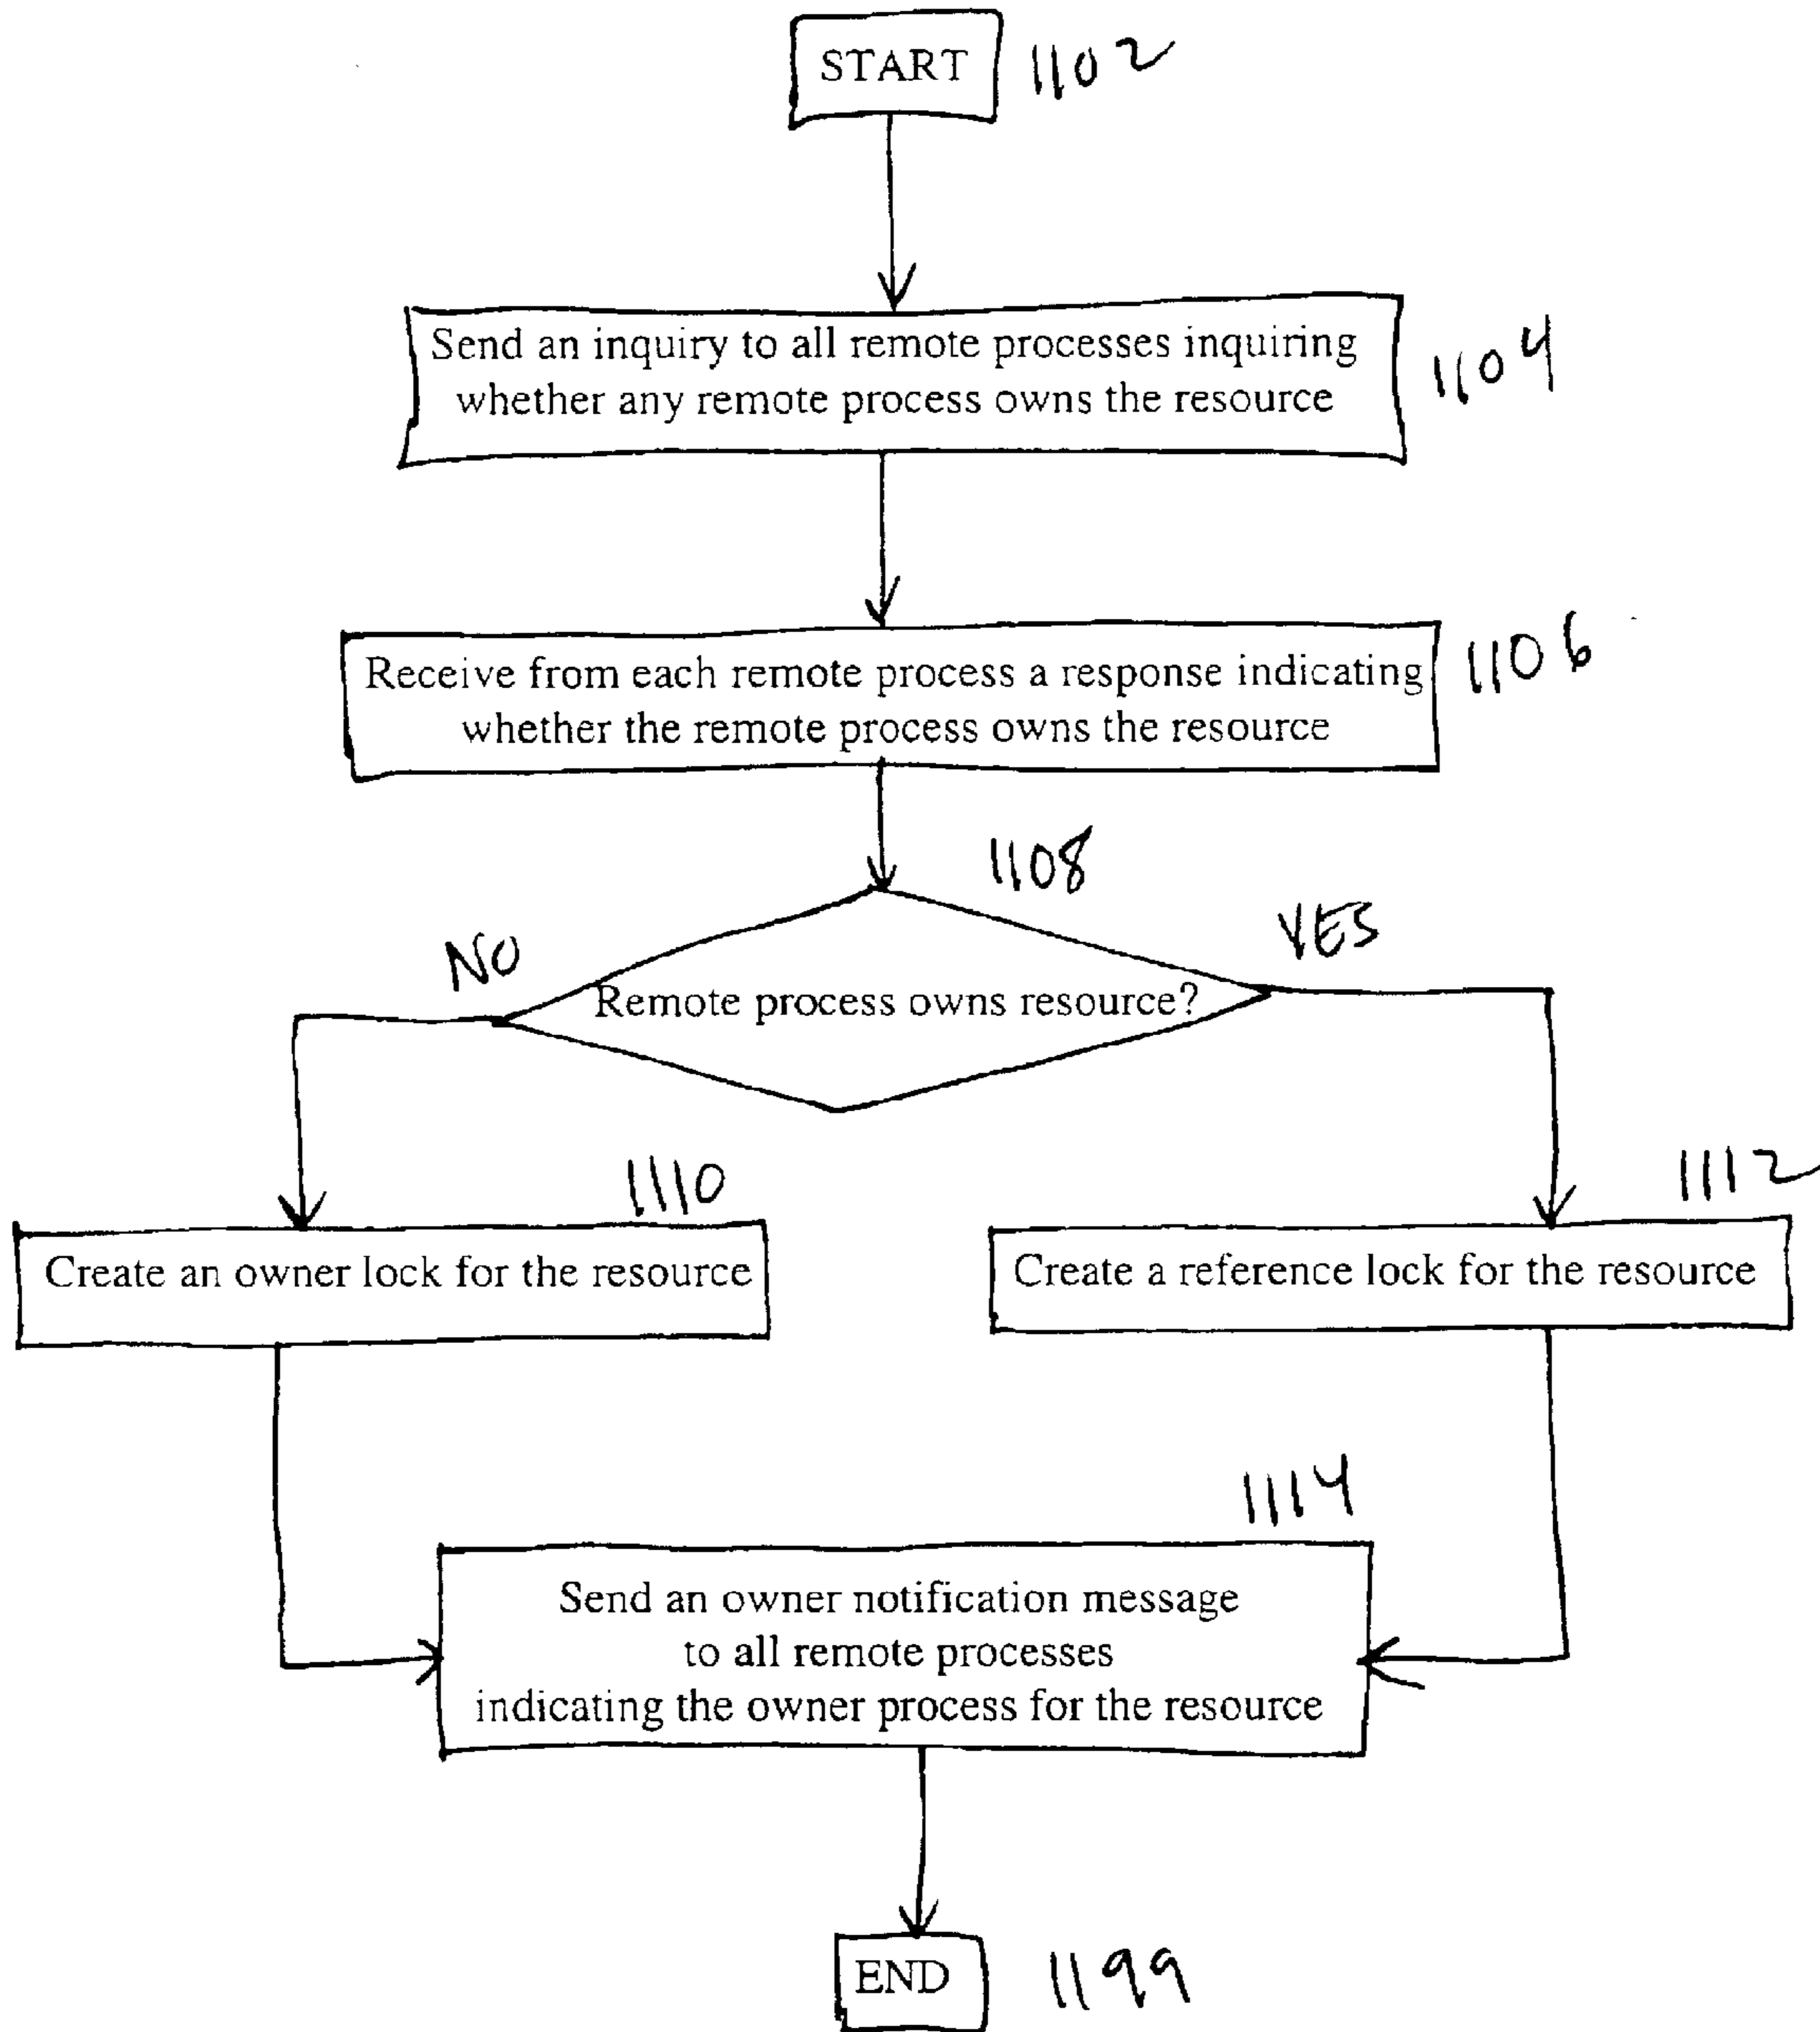 START 1102
Send an inquiry to all remote processes inquiring
whether any remote process owns the resource
1104
Receive from each remote process a response indicating
whether the remote process owns the resource
1106
1108
NO
YES
Remote process owns resource?
1110
1112
Create an owner lock for the resource
Create a reference lock for the resource
1114
Send an owner notification message
to all remote processes
indicating the owner process for the resource
END 1199